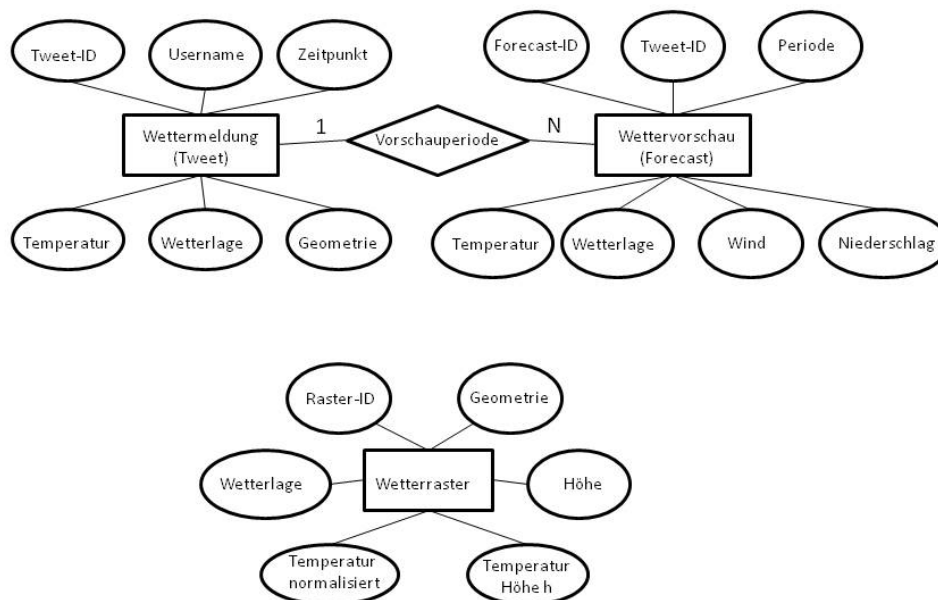 Tweet-ID
Username
Zeitpunkt
Forecast-ID
Tweet-ID
Periode
Wettermeldung
(Tweet)
1
Vorschauperiode
N
Wettervorschau
(Forecast)
Temperatur
Wetterlage
Geometrie
Temperatur
Wetterlage
Wind
Niederschlag
Raster-ID
Geometrie
Wetterlage
Wetterraster
Höhe
Temperatur
normalisiert
Temperatur
Höhe h